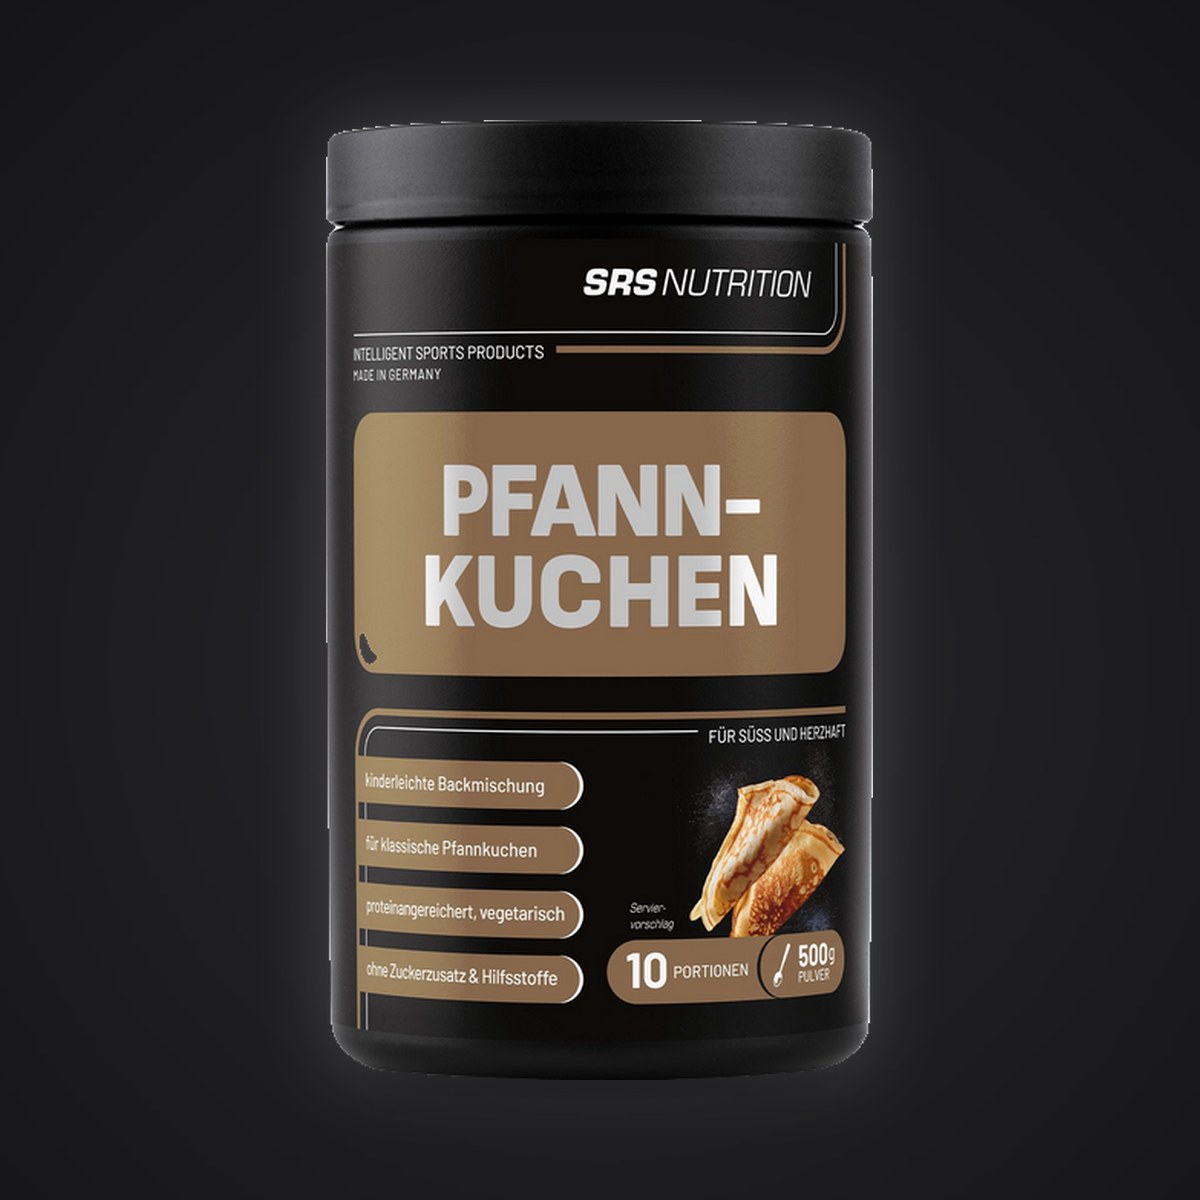 SRS NUTRITION
INTELLIGENT SPORTS PRODUCTS
MADE IN GERMANY
PFANN-
KUCHEN
FÜR SÜSS UND HERZHAFT
kinderleichte Backmischung
für klassische Pfannkuchen
proteinangereichert, vegetarisch
ohne Zuckerzusatz & Hilfsstoffe
Servier-
vorschlag
10 PORTIONEN
500g
PULVER